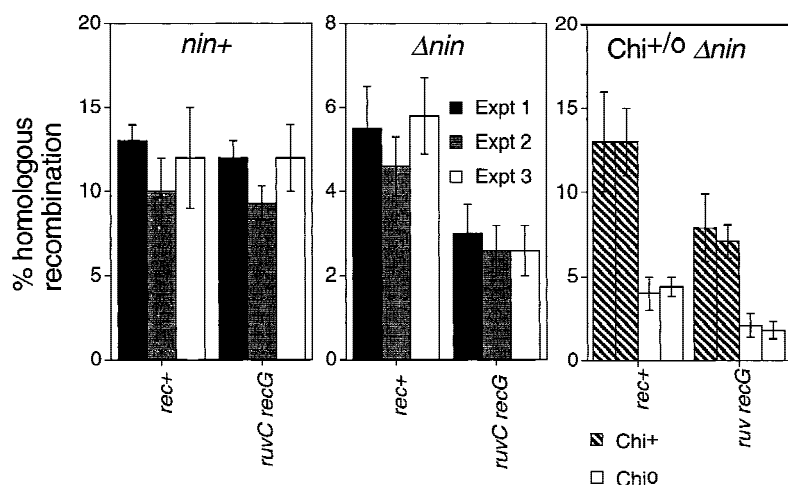 % homologous
recombination
20
15
10
5
0
nin+
rec+
ruvC recG
8
6
4
2
0
Δnin
Expt 1
Expt 2
Expt 3
rec+
ruvC recG
20
15
10
5
0
Chi+/o Δnin
rec+
ruv recG
Chi+
Chio